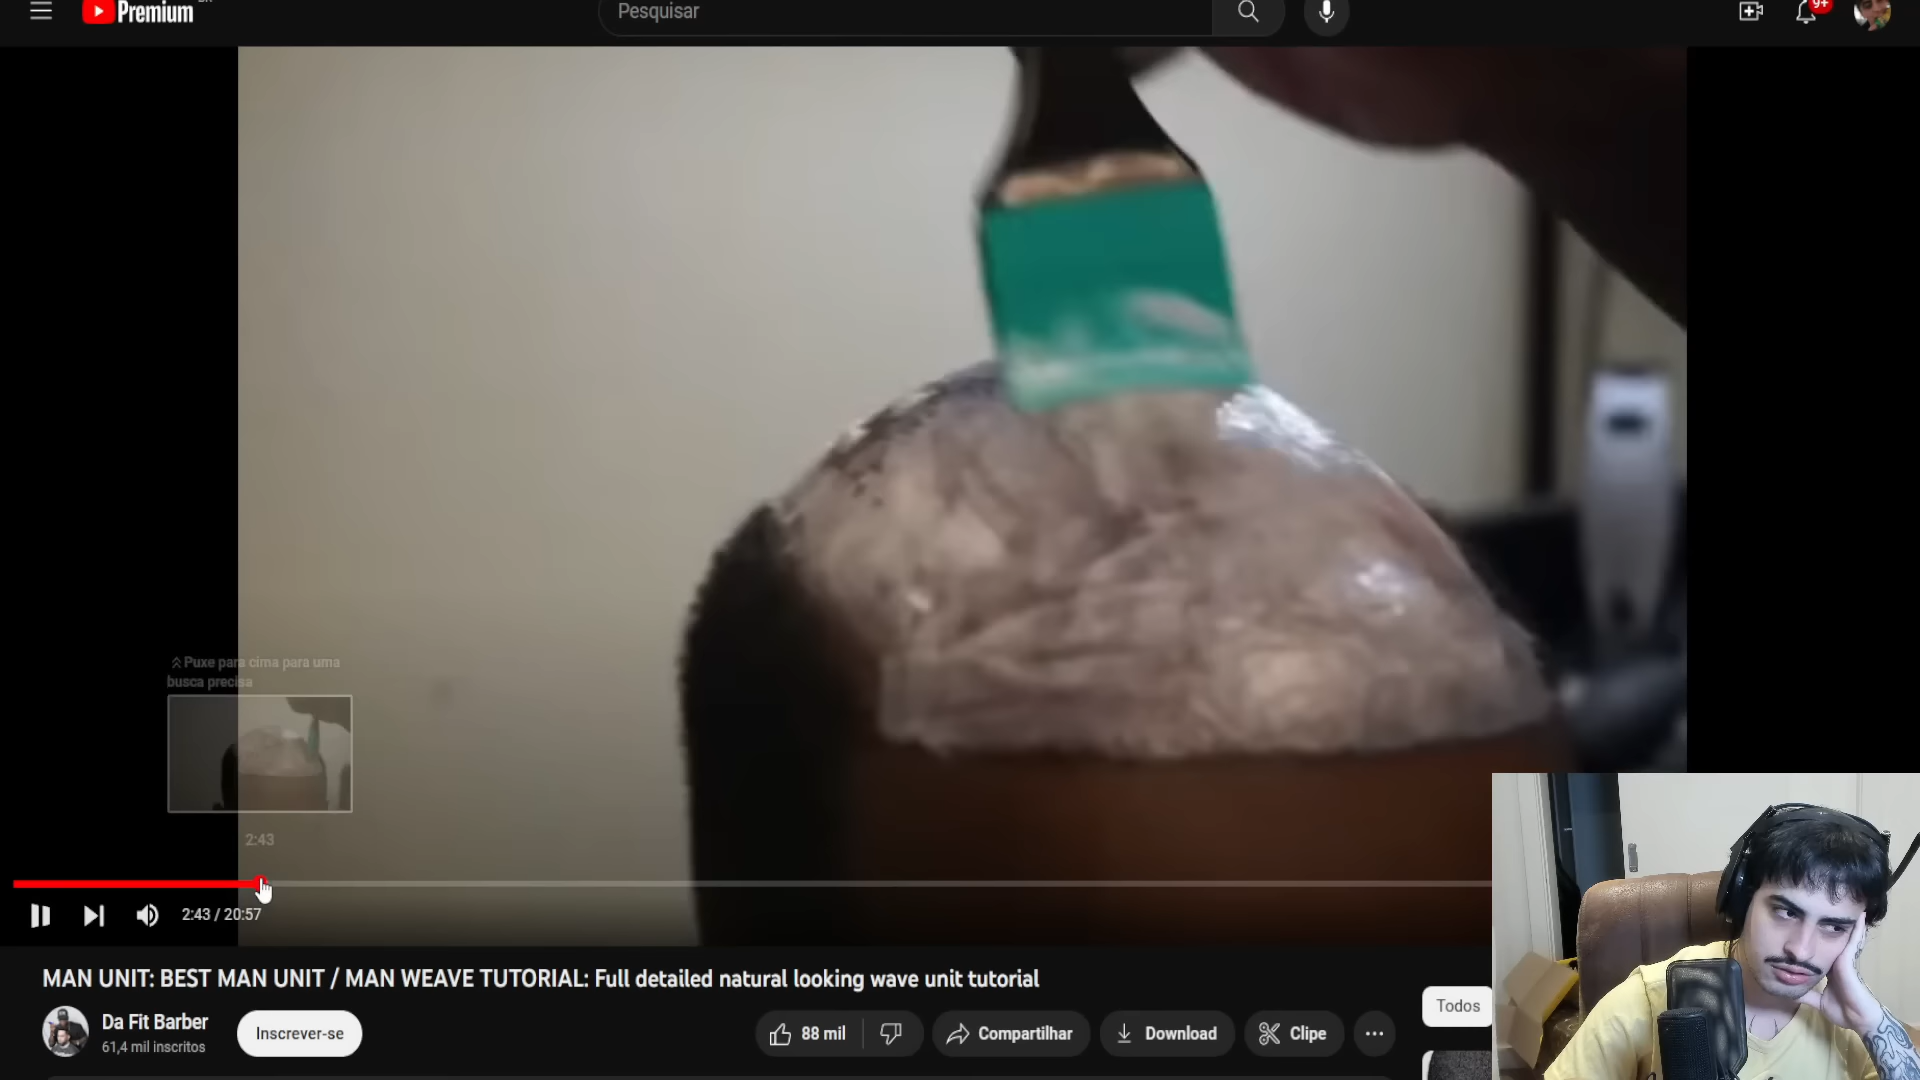 Premium
Pesquisar
9+
Puxe para cima para uma
busca precisa
2:43
2:43 / 20:57
MAN UNIT: BEST MAN UNIT / MAN WEAVE TUTORIAL: Full detailed natural looking wave unit tutorial
Da Fit Barber
61,4 mil inscritos
Inscrever-se
88 mil
Compartilhar
Download
Clipe
Todos